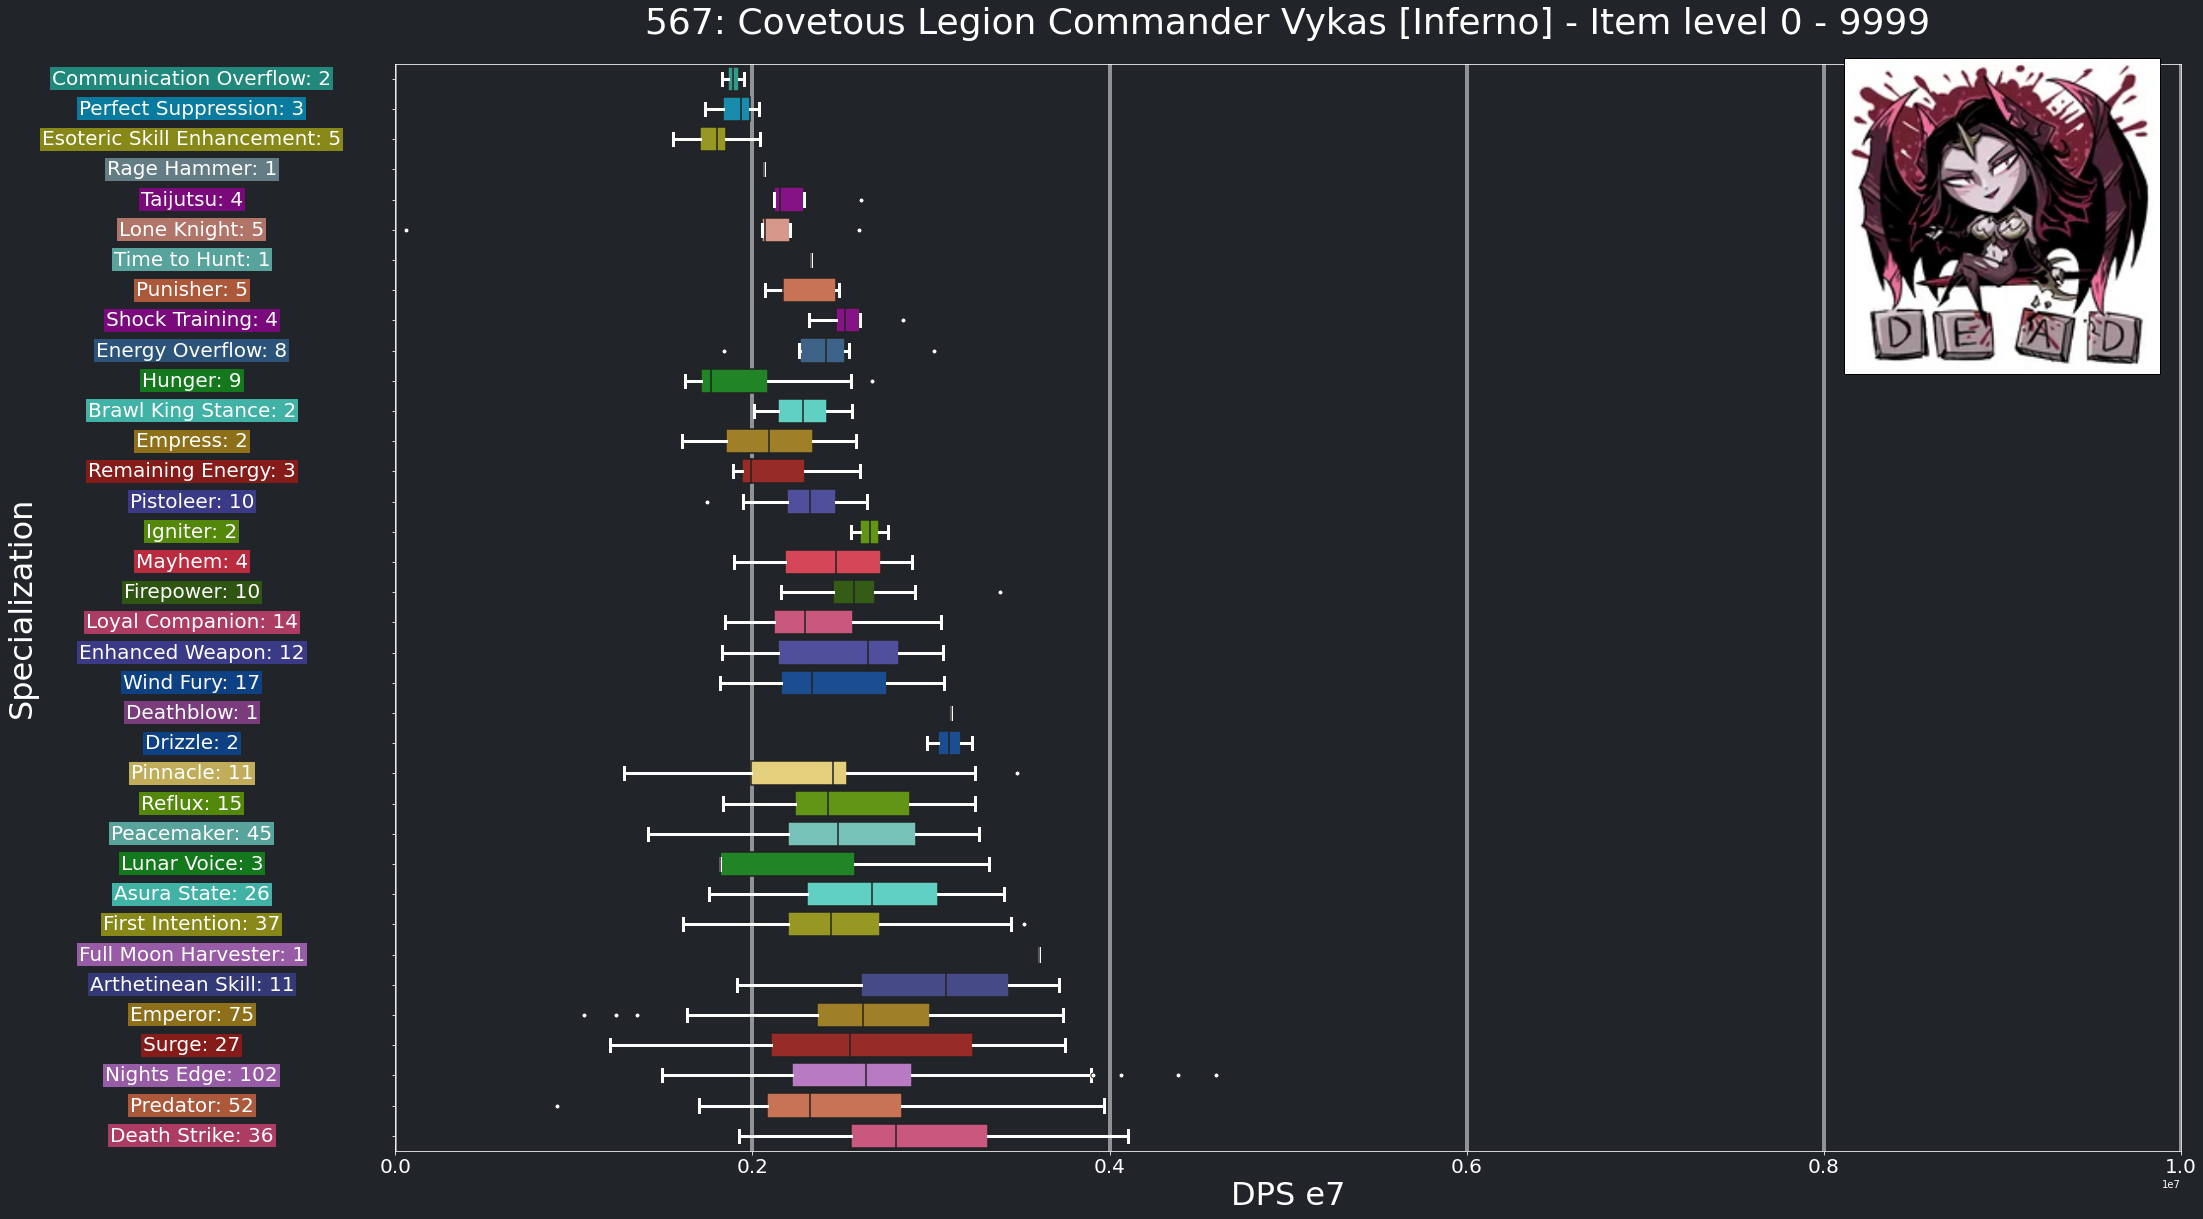 567: Covetous Legion Commander Vykas [Inferno] - Item level 0 - 9999
Specialization
Communication Overflow: 2
Perfect Suppression: 3
Esoteric Skill Enhancement: 5
Rage Hammer: 1
Taijutsu: 4
Lone Knight: 5
Time to Hunt: 1
Punisher: 5
Shock Training: 4
Energy Overflow: 8
Hunger: 9
Brawl King Stance: 2
Empress: 2
Remaining Energy: 3
Pistoleer: 10
Igniter: 2
Mayhem: 4
Firepower: 10
Loyal Companion: 14
Enhanced Weapon: 12
Wind Fury: 17
Deathblow: 1
Drizzle: 2
Pinnacle: 11
Reflux: 15
Peacemaker: 45
Lunar Voice: 3
Asura State: 26
First Intention: 37
Full Moon Harvester: 1
Arthetinean Skill: 11
Emperor: 75
Surge: 27
Nights Edge: 102
Predator: 52
Death Strike: 36
DEAD
0.0 0.2 0.4 0.6 0.8 1.0
1e7
DPS e7